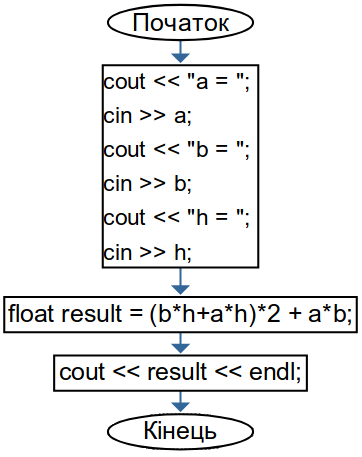 Початок
cout << "a = ";
cin >> a;
cout << "b = ";
cin >> b;
cout << "h = ";
cin >> h;
float result = (b*h+a*h)*2 + a*b;
cout << result << endl;
Кінець